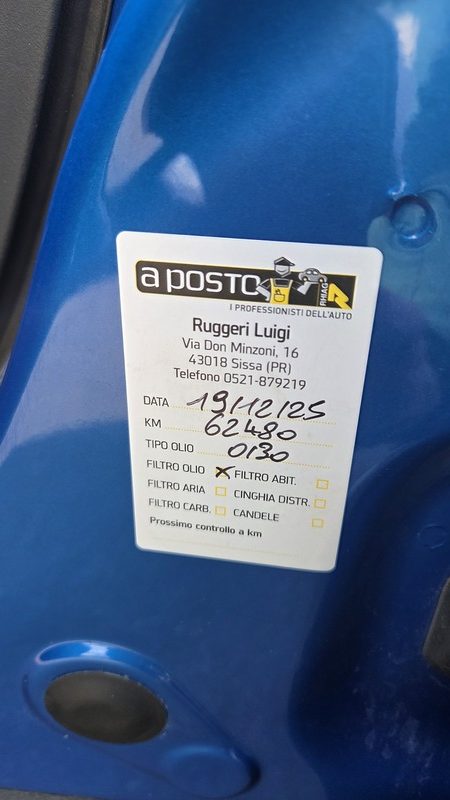 a posto
RHIAG
I PROFESSIONISTI DELL'AUTO
Ruggeri Luigi
Via Don Minzoni, 16
43018 Sissa (PR)
Telefono 0521-879219
DATA 19/12/25
KM 62480
TIPO OLIO 0130
FILTRO OLIO X FILTRO ABIT.
FILTRO ARIA CINGHIA DISTR.
FILTRO CARB. CANDELE
Prossimo controllo a km